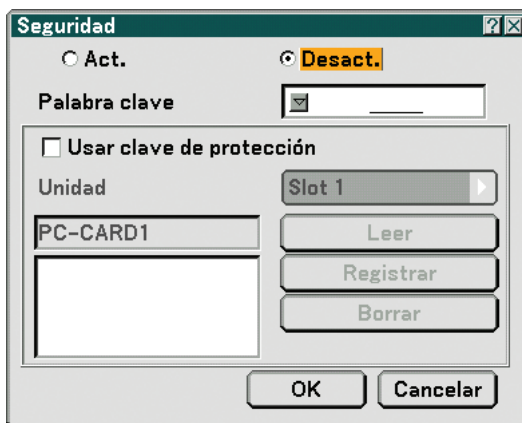 Seguridad
Act. Desact.
Palabra clave
Usar clave de protección
Unidad Slot 1
PC-CARD1 Leer
Registrar
Borrar
OK Cancelar